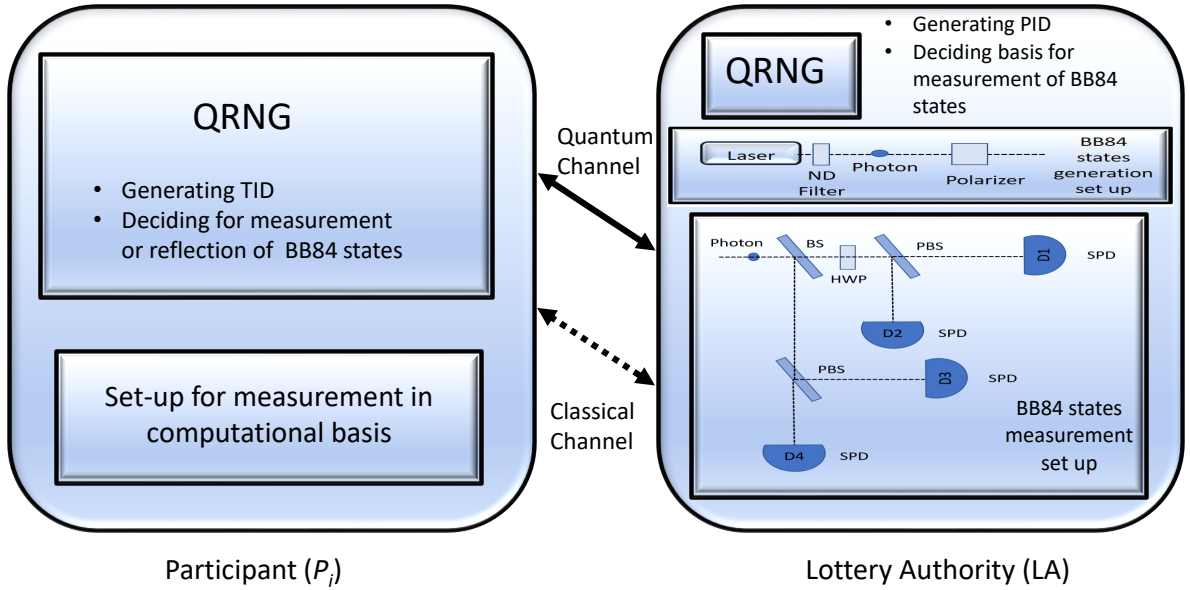 QRNG
• Generating TID
• Deciding for measurement
or reflection of BB84 states
Set-up for measurement in
computational basis
Participant (Pi)
Quantum
Channel
Classical
Channel
QRNG
• Generating PID
• Deciding basis for
measurement of BB84
states
Laser
ND
Filter
Photon
Polarizer
BB84
states
generation
set up
Photon
BS
HWP
PBS
D1
SPD
D2
SPD
PBS
D3
SPD
D4
SPD
BB84 states
measurement
set up
Lottery Authority (LA)